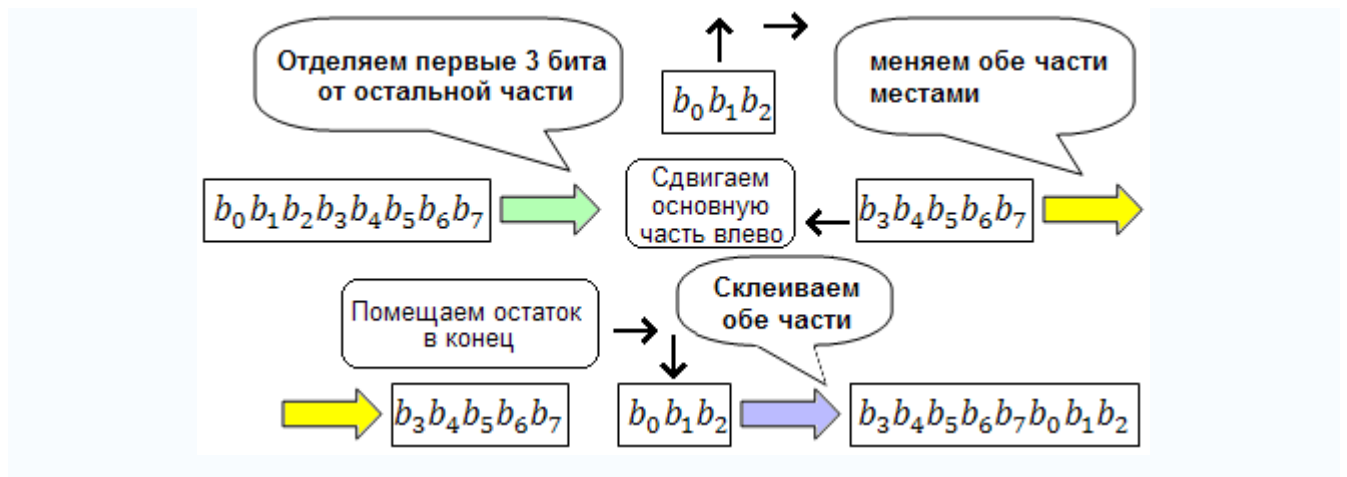 Отделяем первые 3 бита
от остальной части
b₀b₁b₂
меняем обе части
местами
b₀b₁b₂b₃b₄b₅b₆b₇
Сдвигаем
основную
часть влево
b₃b₄b₅b₆b₇
Помещаем остаток
в конец
Склеиваем
обе части
b₃b₄b₅b₆b₇
b₀b₁b₂
b₃b₄b₅b₆b₇b₀b₁b₂